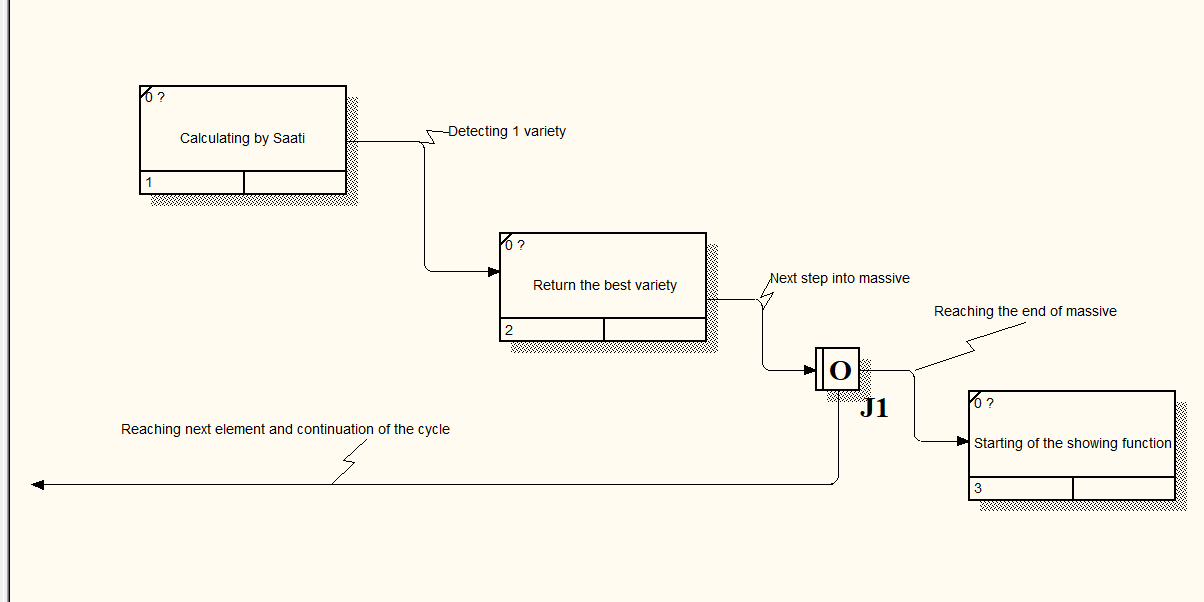 0 ?
Calculating by Saati
1
Detecting 1 variety
0 ?
Return the best variety
2
Next step into massive
O
J1
Reaching the end of massive
0 ?
Starting of the showing function
3
Reaching next element and continuation of the cycle